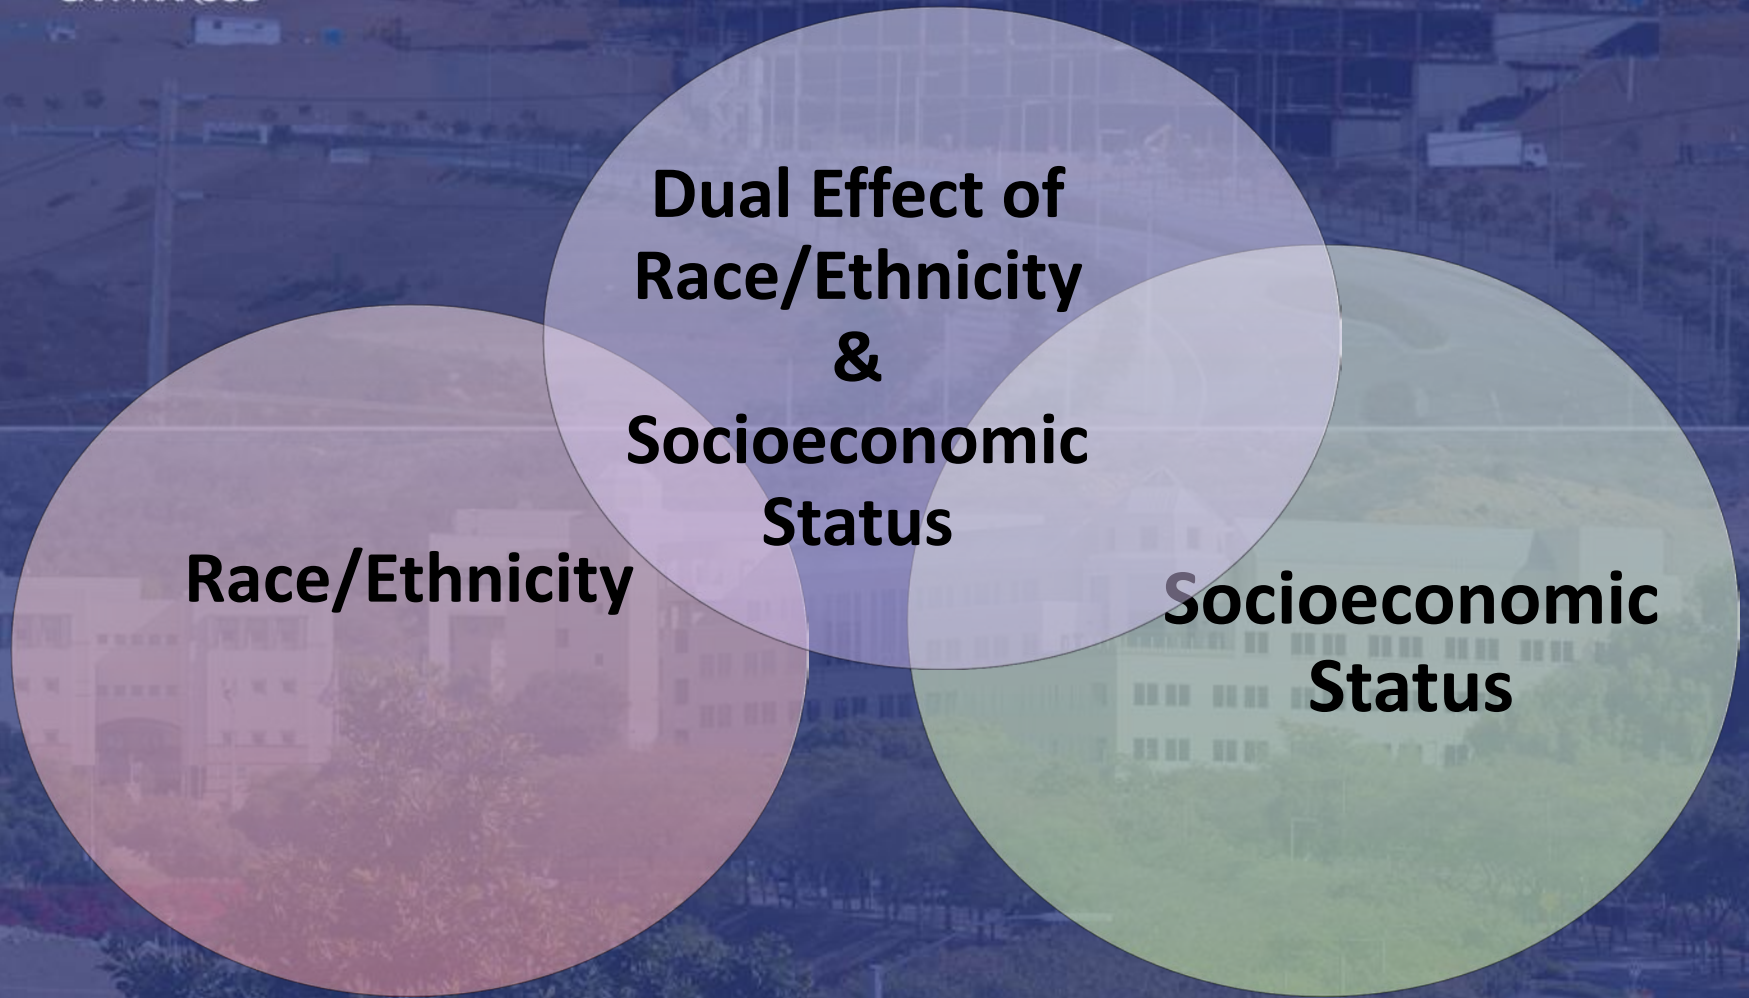 Dual Effect of
Race/Ethnicity
&
Socioeconomic
Status
Race/Ethnicity
Socioeconomic
Status